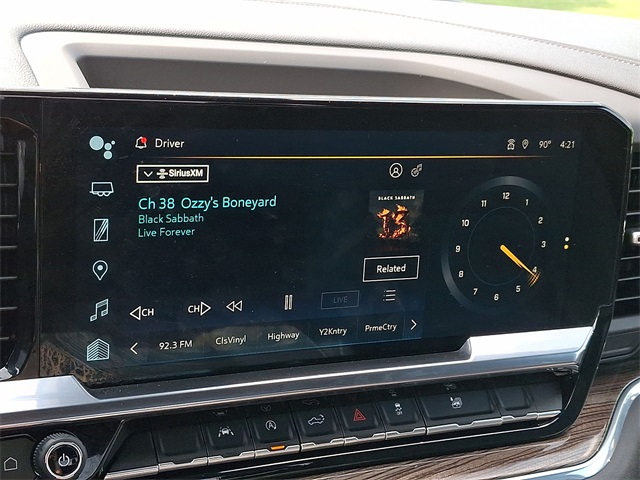 Driver
90° 4:21
SiriusXM
Ch 38 Ozzy's Boneyard
Black Sabbath
Live Forever
BLACK SABBATH
13
Related
12
1
2
3
4
5
6
7
8
9
10
11
CH
CH
LIVE
92.3 FM
ClsVinyl
Highway
Y2Kntry
PrmeCtry